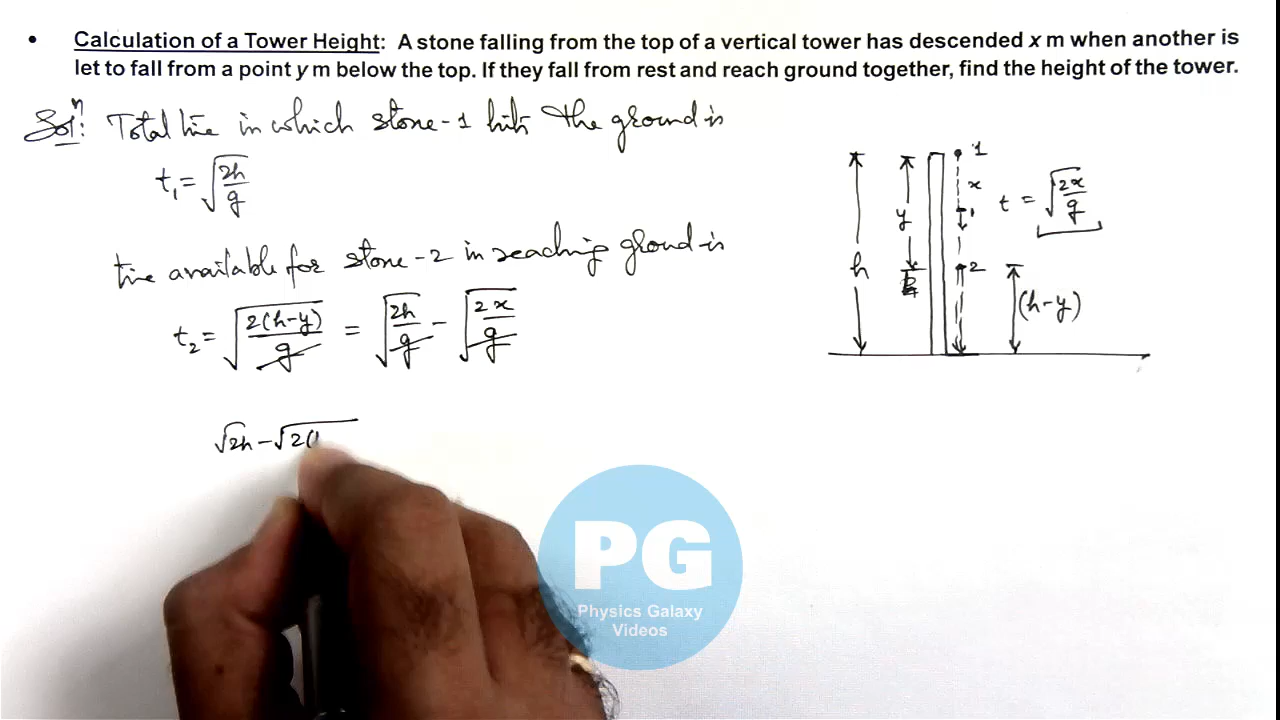 • Calculation of a Tower Height: A stone falling from the top of a vertical tower has descended x m when another is
let to fall from a point y m below the top. If they fall from rest and reach ground together, find the height of the tower.
Solⁿ: Total time in which stone-1 hits the ground is
t₁ = √(2h/g)
time available for stone-2 in reaching ground is
t₂ = √(2(h-y)/g) = √(2h/g) - √(2x/g)
√2h - √2(
1
x
t = √(2x/g)
1
y
h
2
(h-y)
PG
Physics Galaxy
Videos